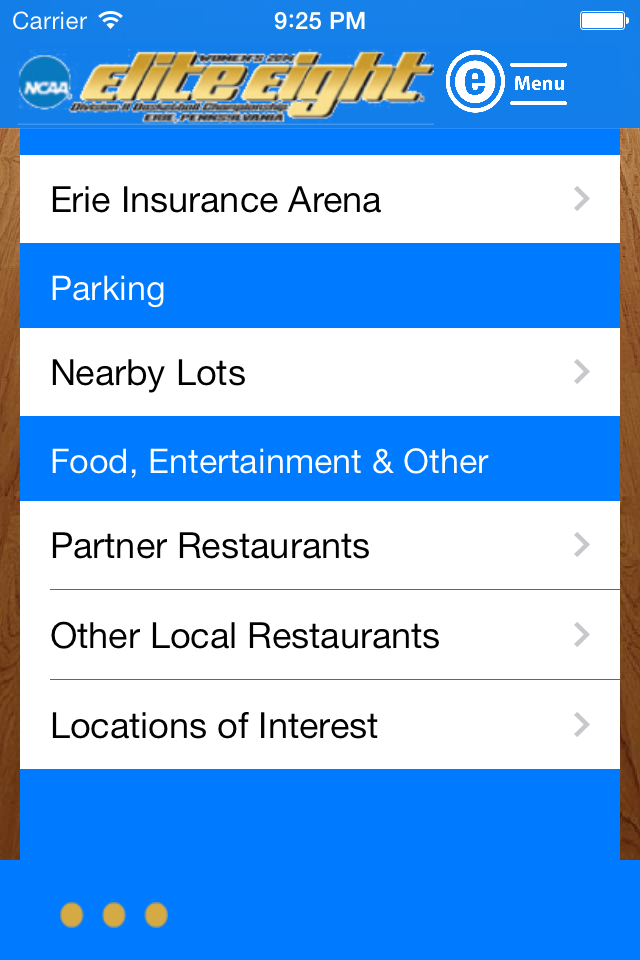 Carrier 9:25 PM
WOMEN'S 2014
NCAA elite eight
Division II Basketball Championship
ERIE, PENNSYLVANIA
e Menu
Erie Insurance Arena
Parking
Nearby Lots
Food, Entertainment & Other
Partner Restaurants
Other Local Restaurants
Locations of Interest